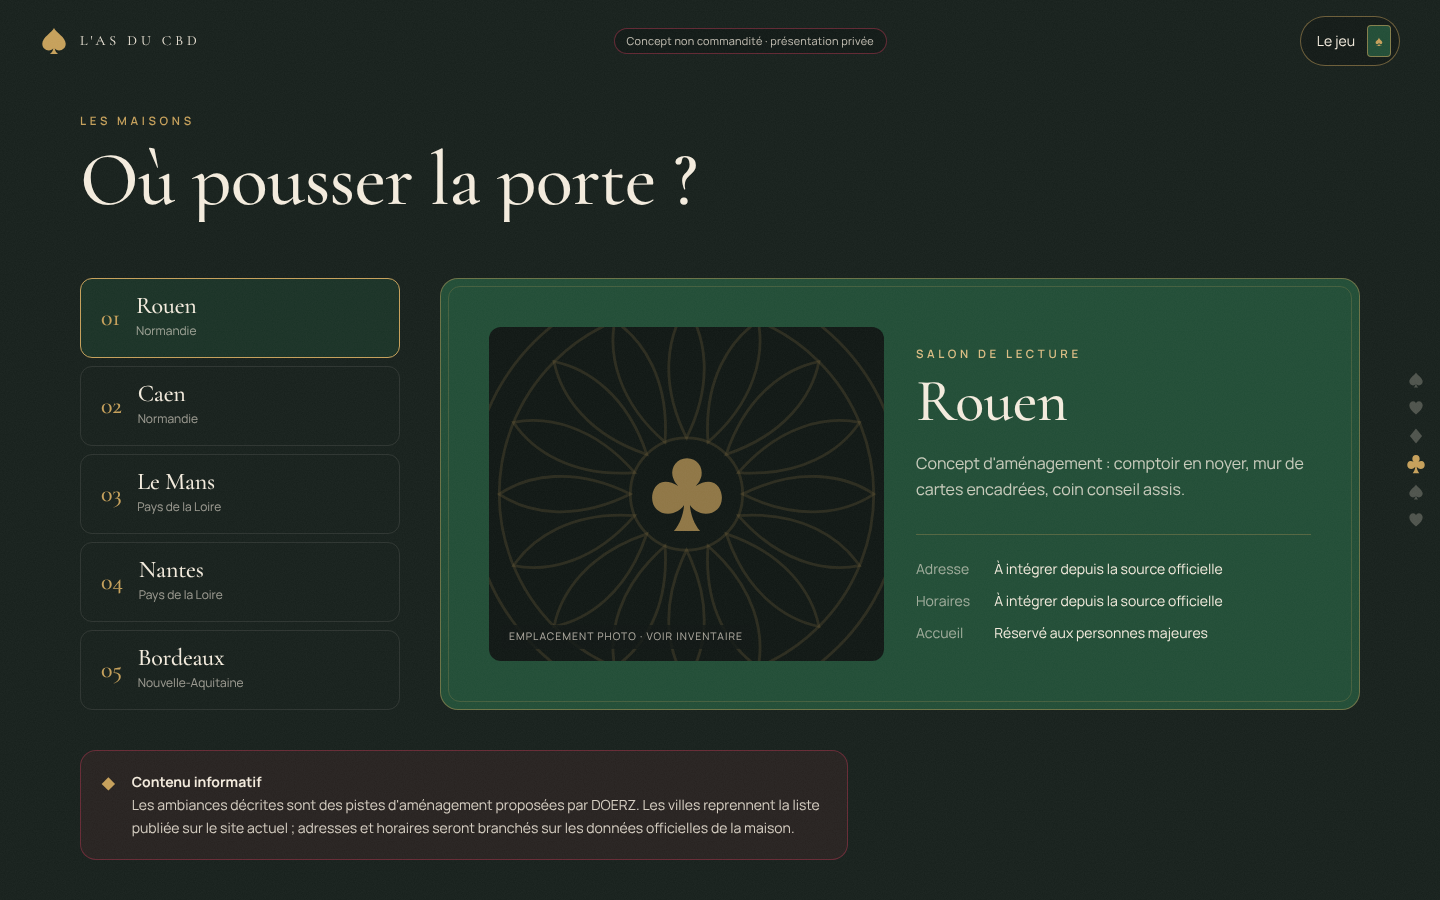 L'AS DU CBD
Concept non commandité · présentation privée
Le jeu
LES MAISONS
Où pousser la porte ?
01
Rouen
Normandie
02
Caen
Normandie
03
Le Mans
Pays de la Loire
04
Nantes
Pays de la Loire
05
Bordeaux
Nouvelle-Aquitaine
EMPLACEMENT PHOTO · VOIR INVENTAIRE
SALON DE LECTURE
Rouen
Concept d'aménagement : comptoir en noyer, mur de
cartes encadrées, coin conseil assis.
Adresse À intégrer depuis la source officielle
Horaires À intégrer depuis la source officielle
Accueil Réservé aux personnes majeures
Contenu informatif
Les ambiances décrites sont des pistes d'aménagement proposées par DOERZ. Les villes reprennent la liste
publiée sur le site actuel ; adresses et horaires seront branchés sur les données officielles de la maison.